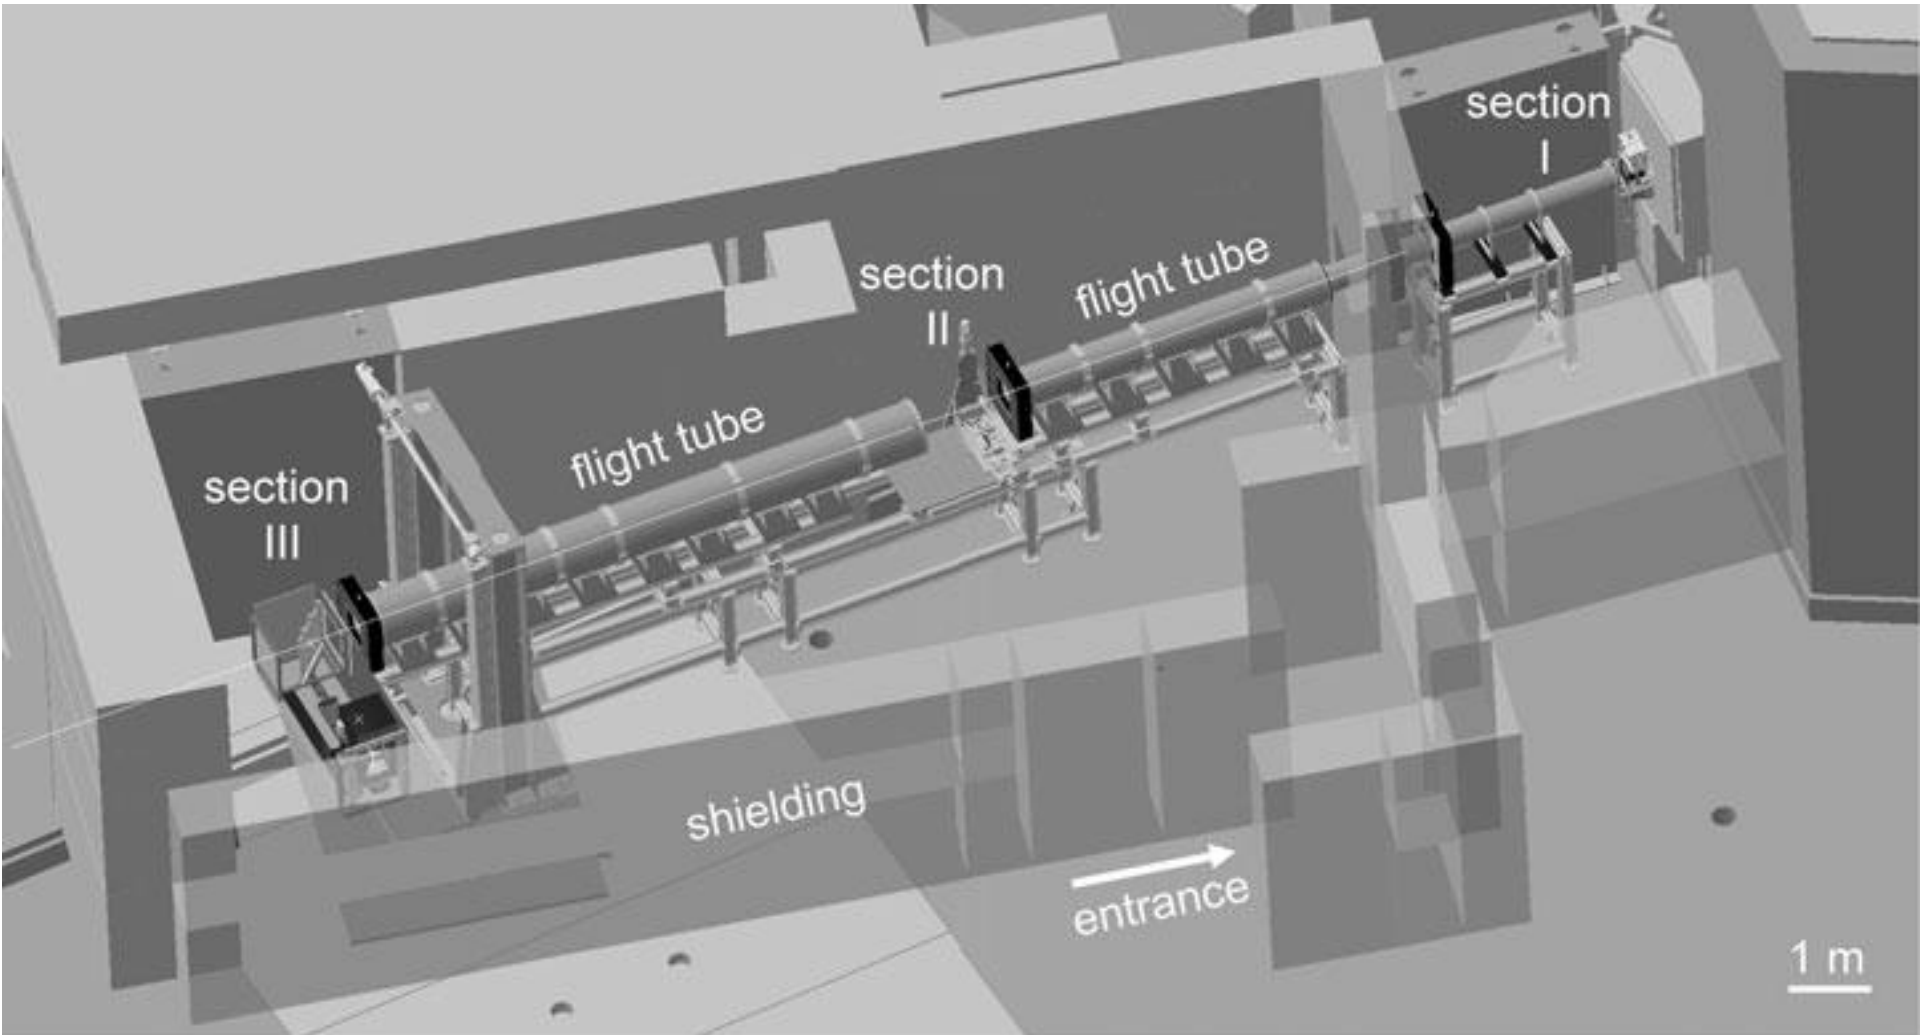 section
I
section
II
flight tube
flight tube
section
III
shielding
entrance
1 m